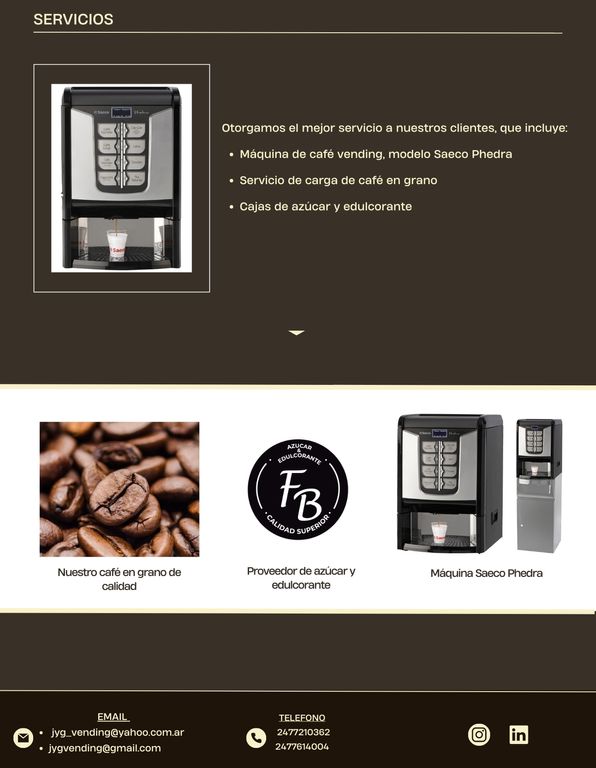 SERVICIOS
Otorgamos el mejor servicio a nuestros clientes, que incluye:
• Máquina de café vending, modelo Saeco Phedra
• Servicio de carga de café en grano
• Cajas de azúcar y edulcorante
AZUCAR
&
EDULCORANTE
FB
CALIDAD SUPERIOR
Nuestro café en grano de
calidad
Proveedor de azúcar y
edulcorante
Máquina Saeco Phedra
EMAIL
• jyg_vending@yahoo.com.ar
• jygvending@gmail.com
TELEFONO
2477210362
2477614004
in